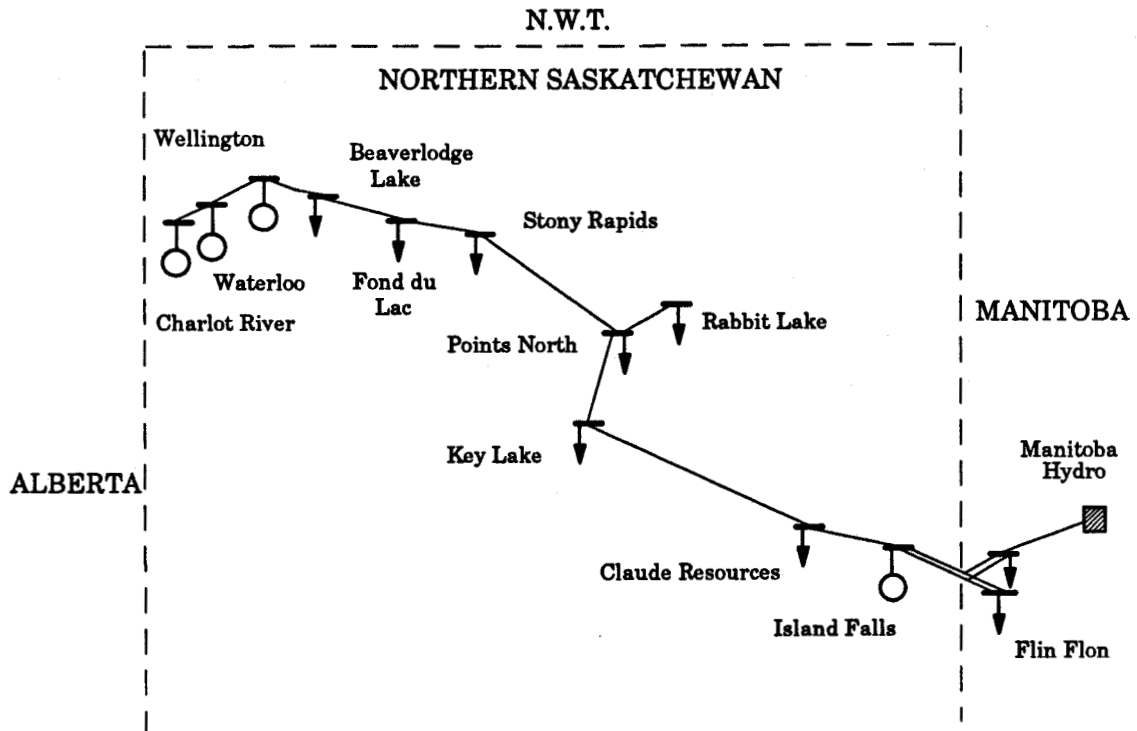 N.W.T.
NORTHERN SASKATCHEWAN
Wellington
Beaverlodge
Lake
Stony Rapids
Waterloo
Fond du
Lac
Charlot River
Points North
Rabbit Lake
MANITOBA
Key Lake
ALBERTA
Manitoba
Hydro
Claude Resources
Island Falls
Flin Flon